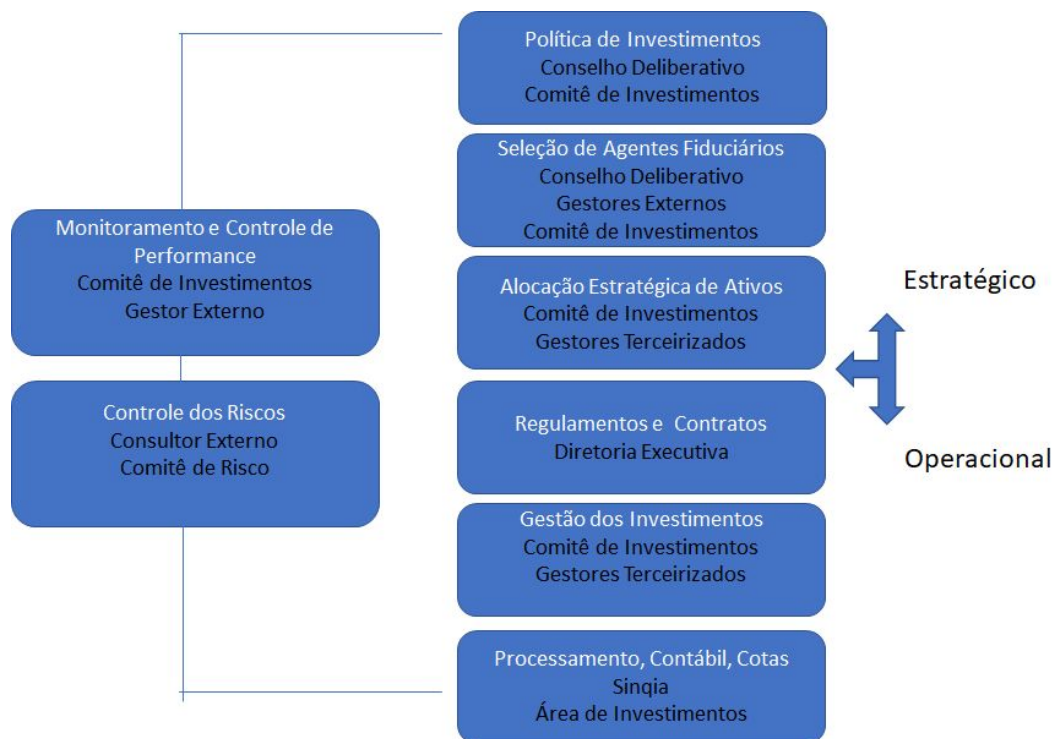 Política de Investimentos
Conselho Deliberativo
Comitê de Investimentos
Seleção de Agentes Fiduciários
Conselho Deliberativo
Gestores Externos
Comitê de Investimentos
Monitoramento e Controle de
Performance
Comitê de Investimentos
Gestor Externo
Alocação Estratégica de Ativos
Comitê de Investimentos
Gestores Terceirizados
Estratégico
Controle dos Riscos
Consultor Externo
Comitê de Risco
Regulamentos e Contratos
Diretoria Executiva
Operacional
Gestão dos Investimentos
Comitê de Investimentos
Gestores Terceirizados
Processamento, Contábil, Cotas
Sinqia
Área de Investimentos